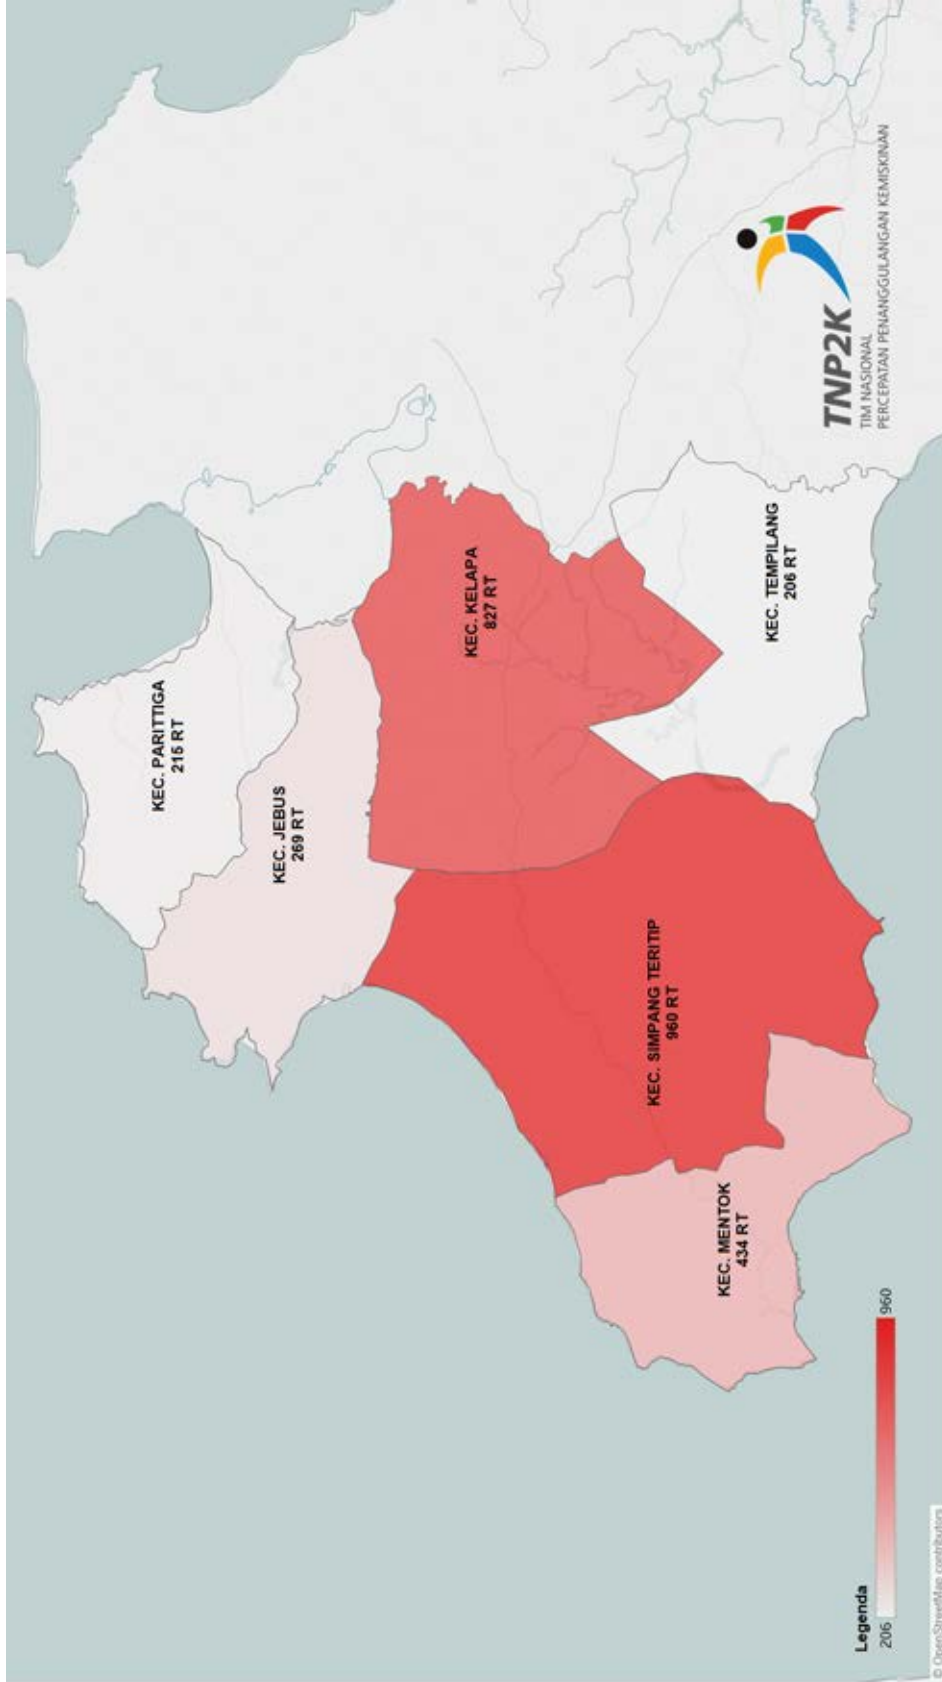 KEC. PARITTIGA
215 RT
KEC. JEBUS
269 RT
KEC. KELAPA
827 RT
KEC. SIMPANG TERITIP
960 RT
KEC. MENTOK
434 RT
KEC. TEMPILANG
206 RT
TNP2K
TIM NASIONAL
PERCEPATAN PENANGGULANGAN KEMISKINAN
Legenda
206 960
© OpenStreetMap contributors